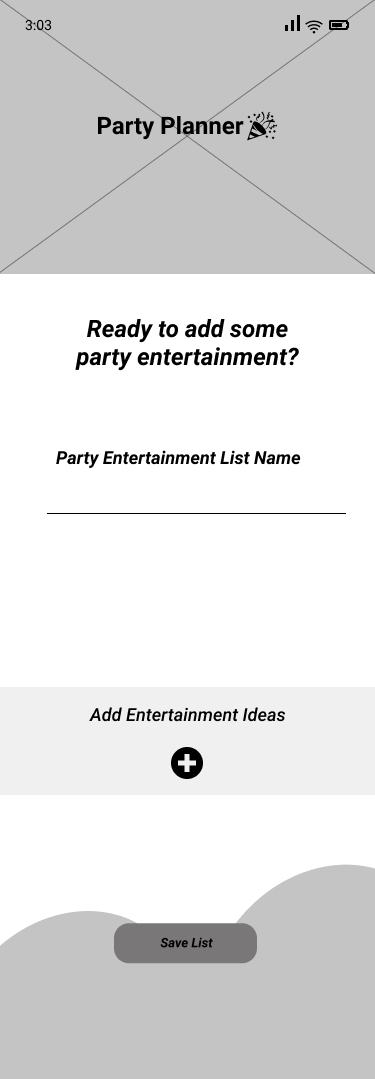 3:03
Party Planner
Ready to add some
party entertainment?
Party Entertainment List Name
Add Entertainment Ideas
Save List